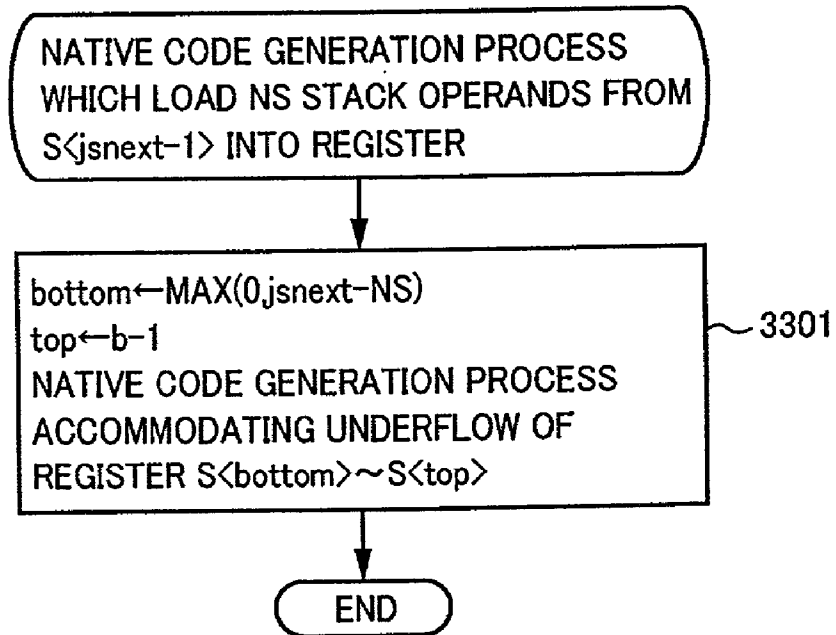 NATIVE CODE GENERATION PROCESS
WHICH LOAD NS STACK OPERANDS FROM
S<jsnext-1> INTO REGISTER
bottom←MAX(0,jsnext-NS)
top←b-1
NATIVE CODE GENERATION PROCESS
ACCOMMODATING UNDERFLOW OF
REGISTER S<bottom>~S<top>
3301
END